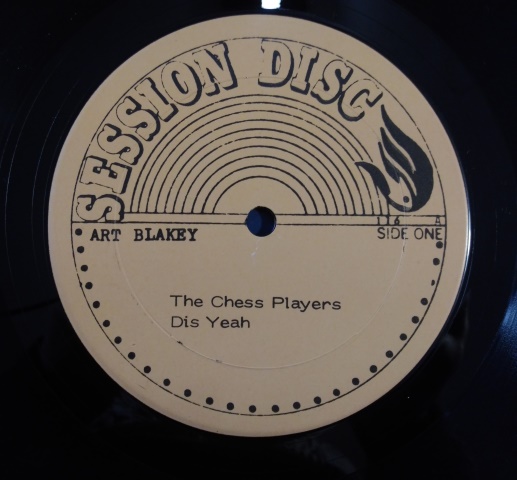 SESSION DISC
116 A
ART BLAKEY
SIDE ONE
The Chess Players
Dis Yeah